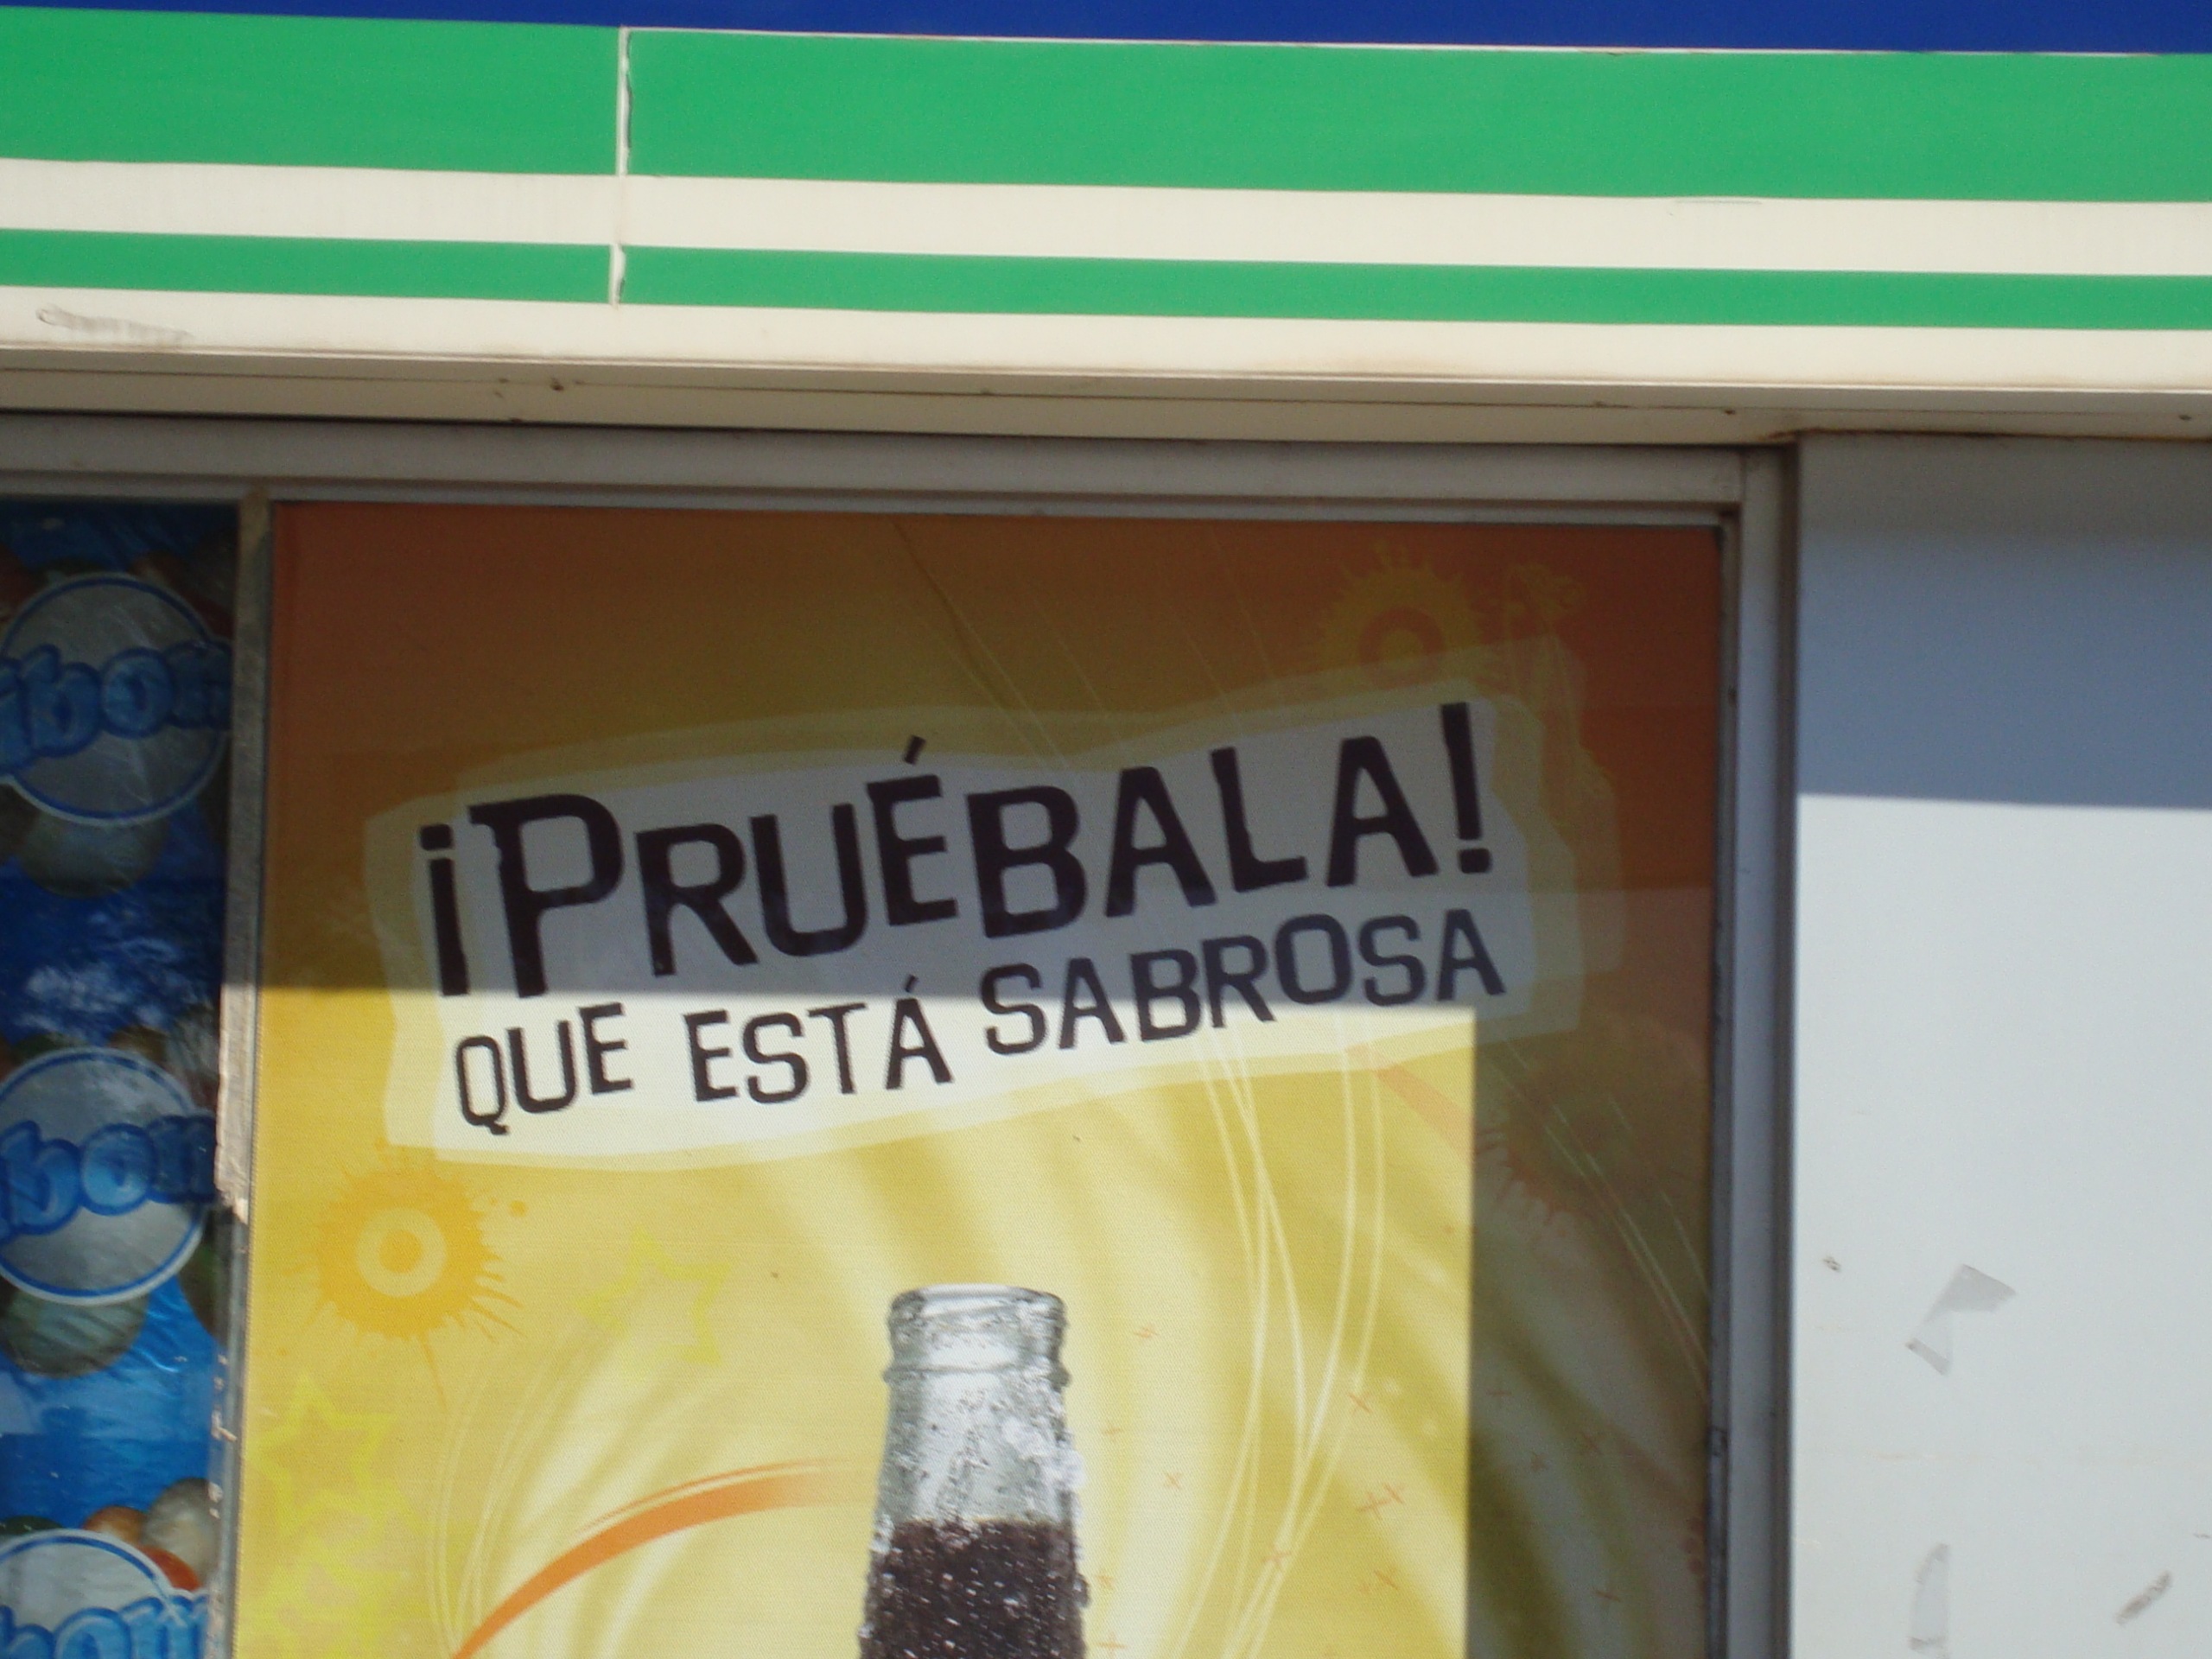 ¡PRUÉBALA!
QUE ESTÁ SABROSA